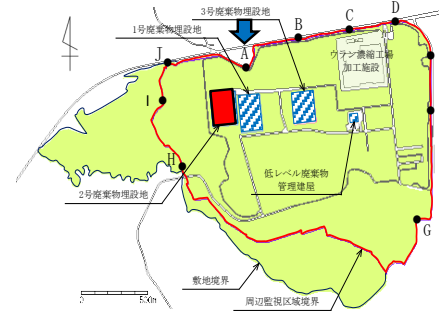 3号廃棄物埋設地
1号廃棄物埋設地
A
B
C
D
J
I
H
G
ウラン濃縮工場
加工施設
低レベル廃棄物
管理建屋
2号廃棄物埋設地
敷地境界
周辺監視区域境界
0
500m